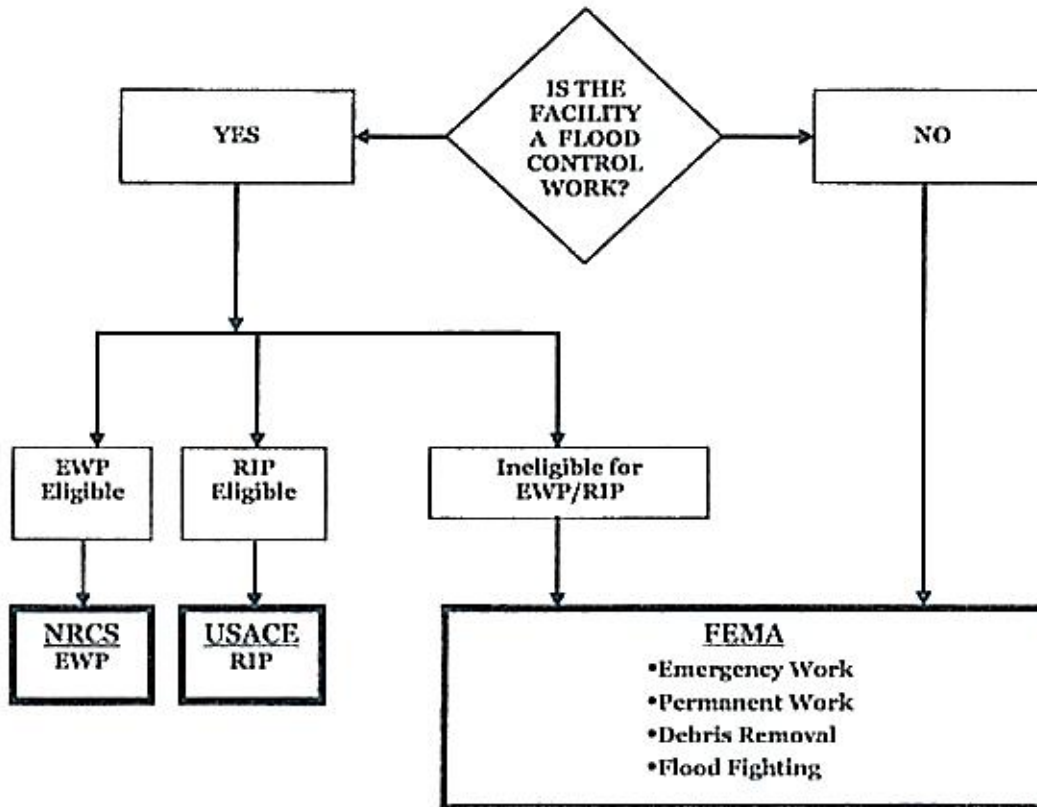 IS THE
FACILITY
A FLOOD
CONTROL
WORK?
YES
NO
EWP
Eligible
RIP
Eligible
Ineligible for
EWP/RIP
NRCS
EWP
USACE
RIP
FEMA
•Emergency Work
•Permanent Work
•Debris Removal
•Flood Fighting